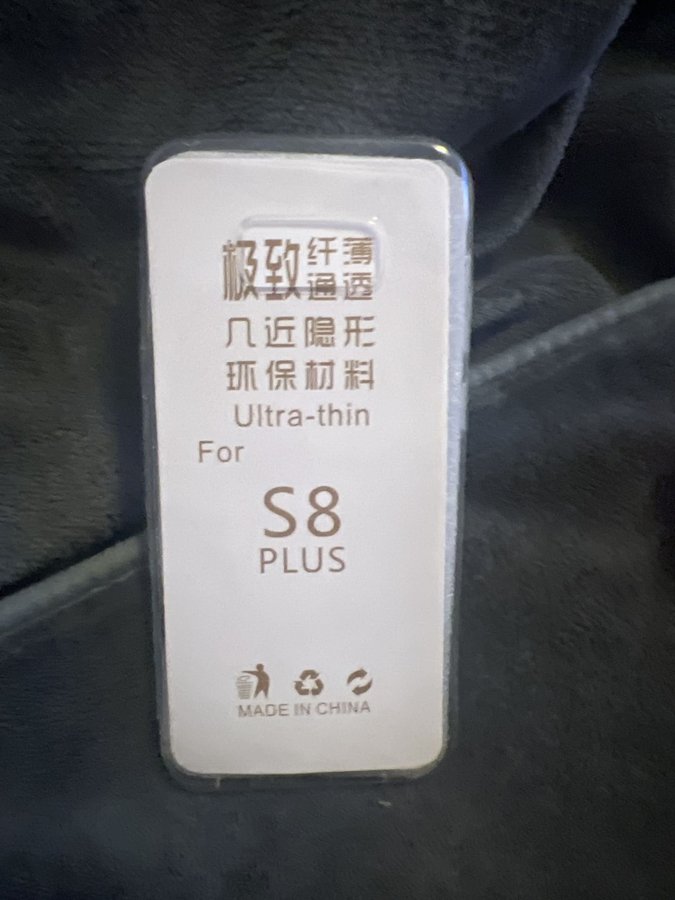 极致 纤薄
通透
几近隐形
环保材料
Ultra-thin
For
S8
PLUS
MADE IN CHINA